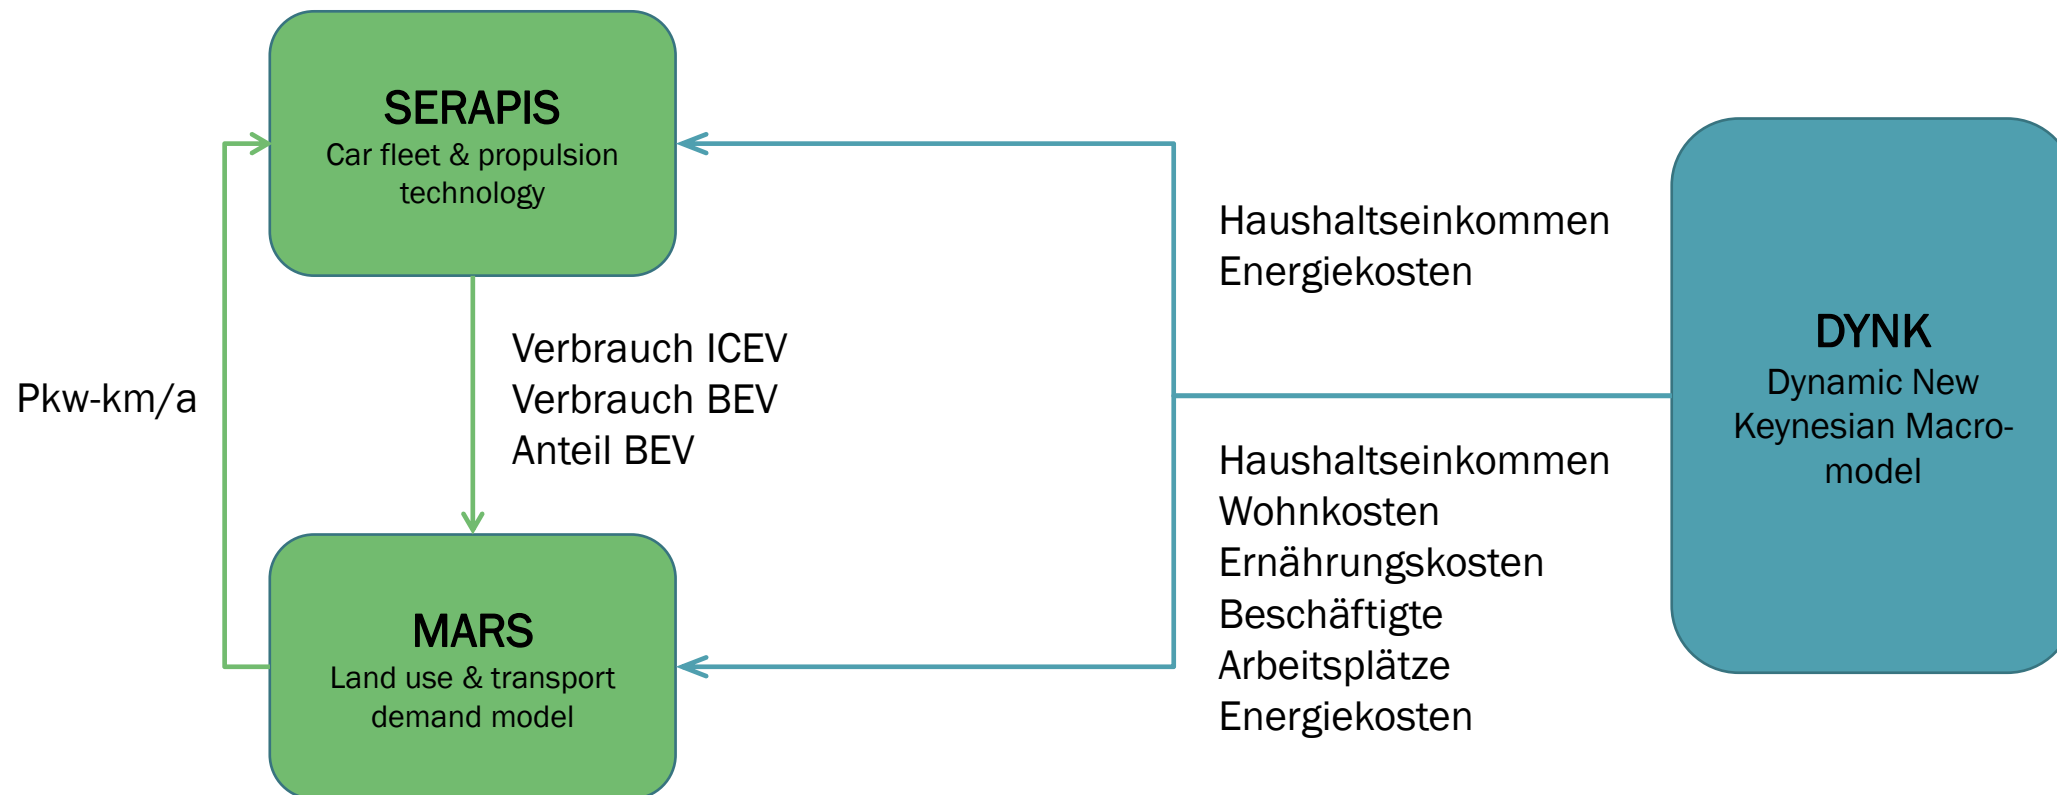 SERAPIS
Car fleet & propulsion
technology
Pkw-km/a
Verbrauch ICEV
Verbrauch BEV
Anteil BEV
MARS
Land use & transport
demand model
Haushaltseinkommen
Energiekosten
Haushaltseinkommen
Wohnkosten
Ernährungskosten
Beschäftigte
Arbeitsplätze
Energiekosten
DYNK
Dynamic New
Keynesian Macro-
model